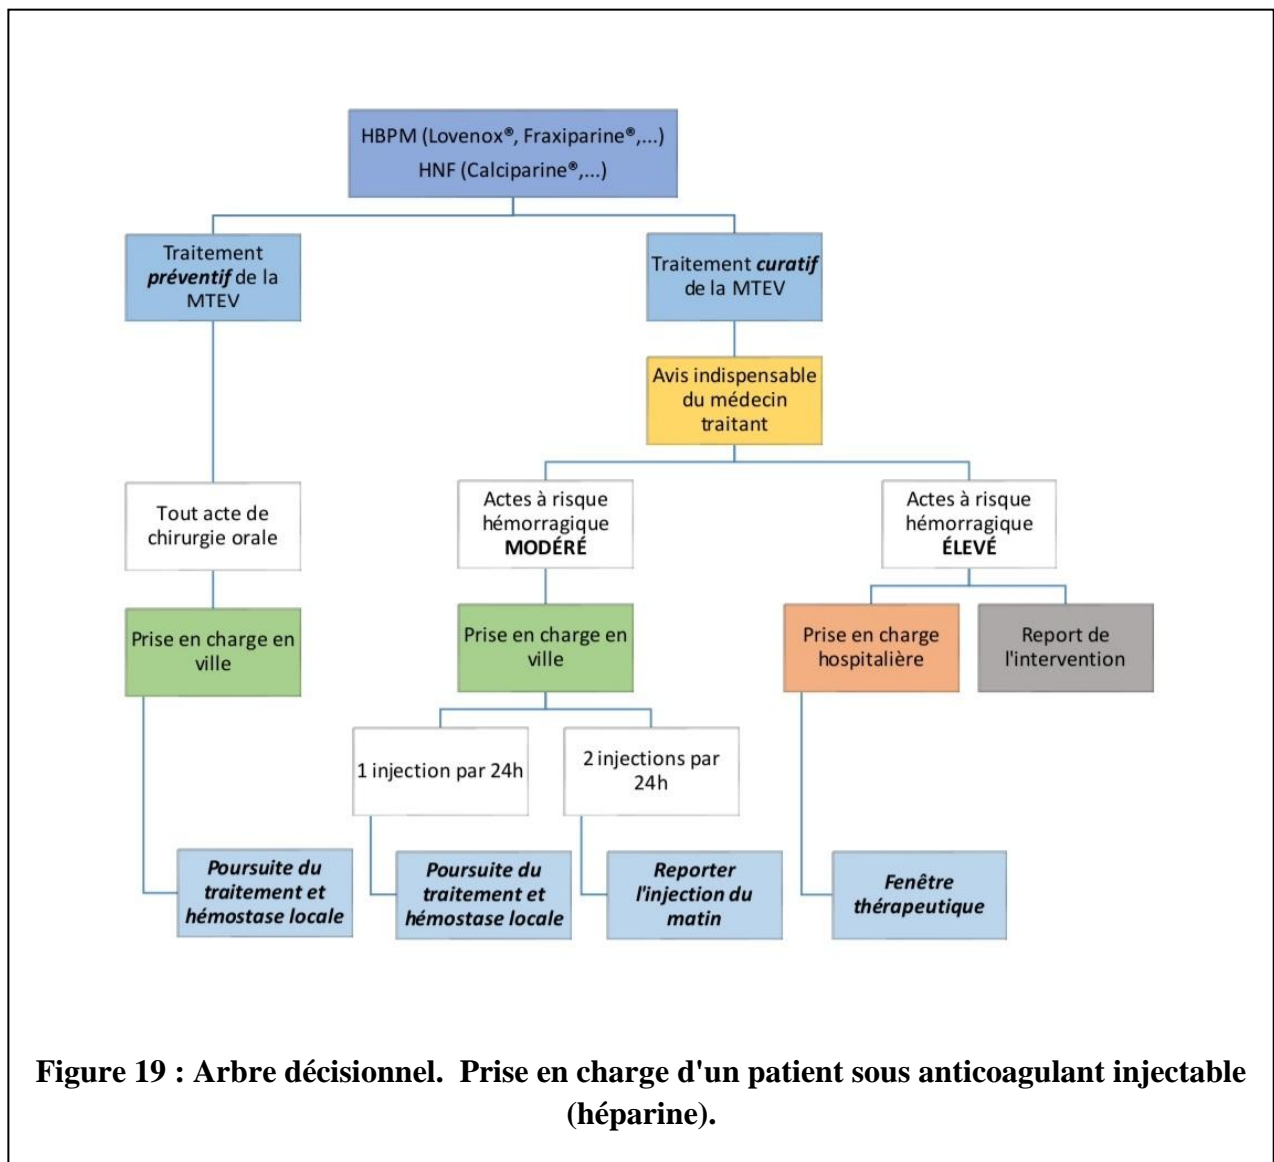 HBPM (Lovenox®, Fraxiparine®,...)
HNF (Calciparine®,...)
Traitement
préventif de la
MTEV
Traitement curatif
de la MTEV
Avis indispensable
du médecin
traitant
Tout acte de
chirurgie orale
Actes à risque
hémorragique
MODÉRÉ
Actes à risque
hémorragique
ÉLEVÉ
Prise en charge en
ville
Prise en charge en
ville
Prise en charge
hospitalière
Report de
l'intervention
1 injection par 24h
2 injections par
24h
Poursuite du
traitement et
hémostase locale
Poursuite du
traitement et
hémostase locale
Reporter
l'injection du
matin
Fenêtre
thérapeutique
Figure 19 : Arbre décisionnel. Prise en charge d'un patient sous anticoagulant injectable
(héparine).